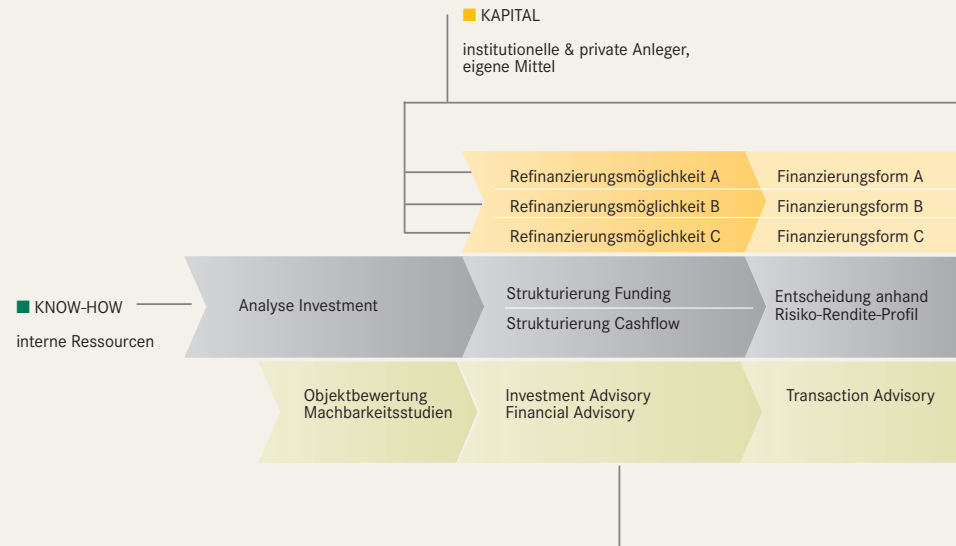 KAPITAL
institutionelle & private Anleger,
eigene Mittel
Refinanzierungsmöglichkeit A
Finanzierungsform A
Refinanzierungsmöglichkeit B
Finanzierungsform B
Refinanzierungsmöglichkeit C
Finanzierungsform C
KNOW-HOW
interne Ressourcen
Analyse Investment
Strukturierung Funding
Strukturierung Cashflow
Entscheidung anhand
Risiko-Rendite-Profil
Objektbewertung
Machbarkeitsstudien
Investment Advisory
Financial Advisory
Transaction Advisory